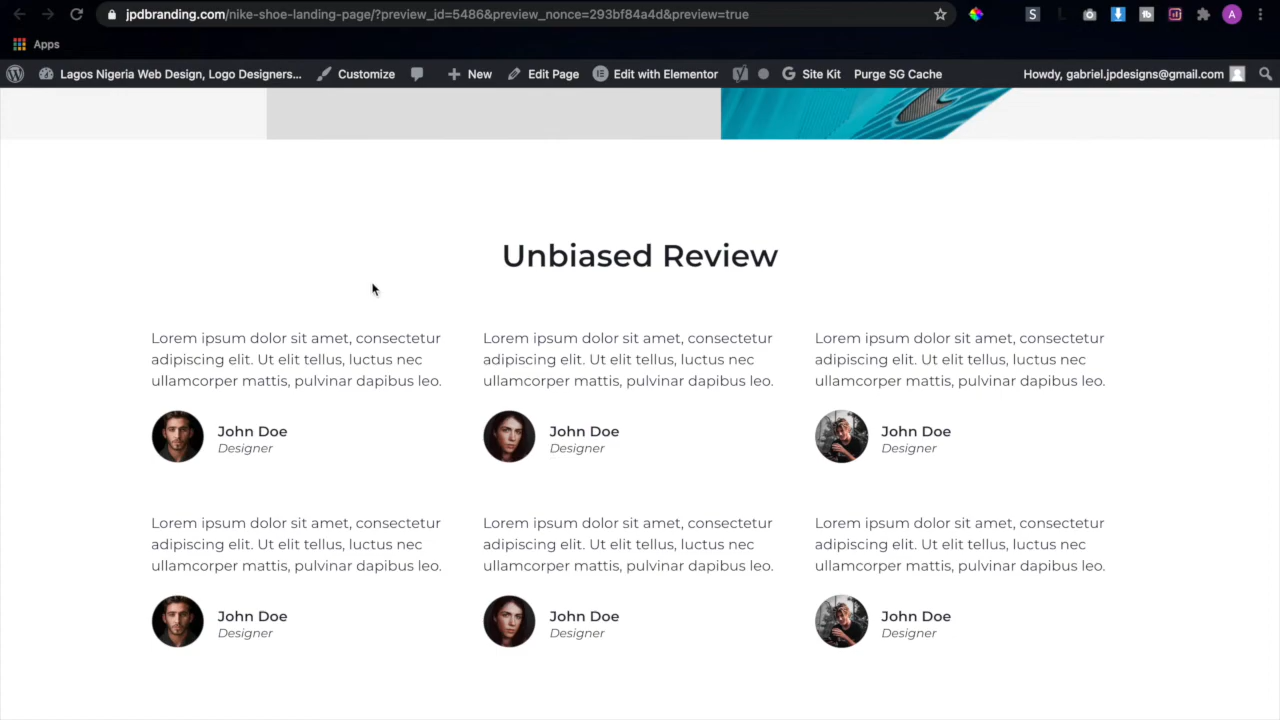 jpdbranding.com/nike-shoe-landing-page/?preview_id=5486&preview_nonce=293bf84a4d&preview=true
Apps
Lagos Nigeria Web Design, Logo Designers... Customize New Edit Page Edit with Elementor Site Kit Purge SG Cache Howdy, gabriel.jpdesigns@gmail.com
Unbiased Review
Lorem ipsum dolor sit amet, consectetur
adipiscing elit. Ut elit tellus, luctus nec
ullamcorper mattis, pulvinar dapibus leo.
John Doe
Designer
Lorem ipsum dolor sit amet, consectetur
adipiscing elit. Ut elit tellus, luctus nec
ullamcorper mattis, pulvinar dapibus leo.
John Doe
Designer
Lorem ipsum dolor sit amet, consectetur
adipiscing elit. Ut elit tellus, luctus nec
ullamcorper mattis, pulvinar dapibus leo.
John Doe
Designer
Lorem ipsum dolor sit amet, consectetur
adipiscing elit. Ut elit tellus, luctus nec
ullamcorper mattis, pulvinar dapibus leo.
John Doe
Designer
Lorem ipsum dolor sit amet, consectetur
adipiscing elit. Ut elit tellus, luctus nec
ullamcorper mattis, pulvinar dapibus leo.
John Doe
Designer
Lorem ipsum dolor sit amet, consectetur
adipiscing elit. Ut elit tellus, luctus nec
ullamcorper mattis, pulvinar dapibus leo.
John Doe
Designer